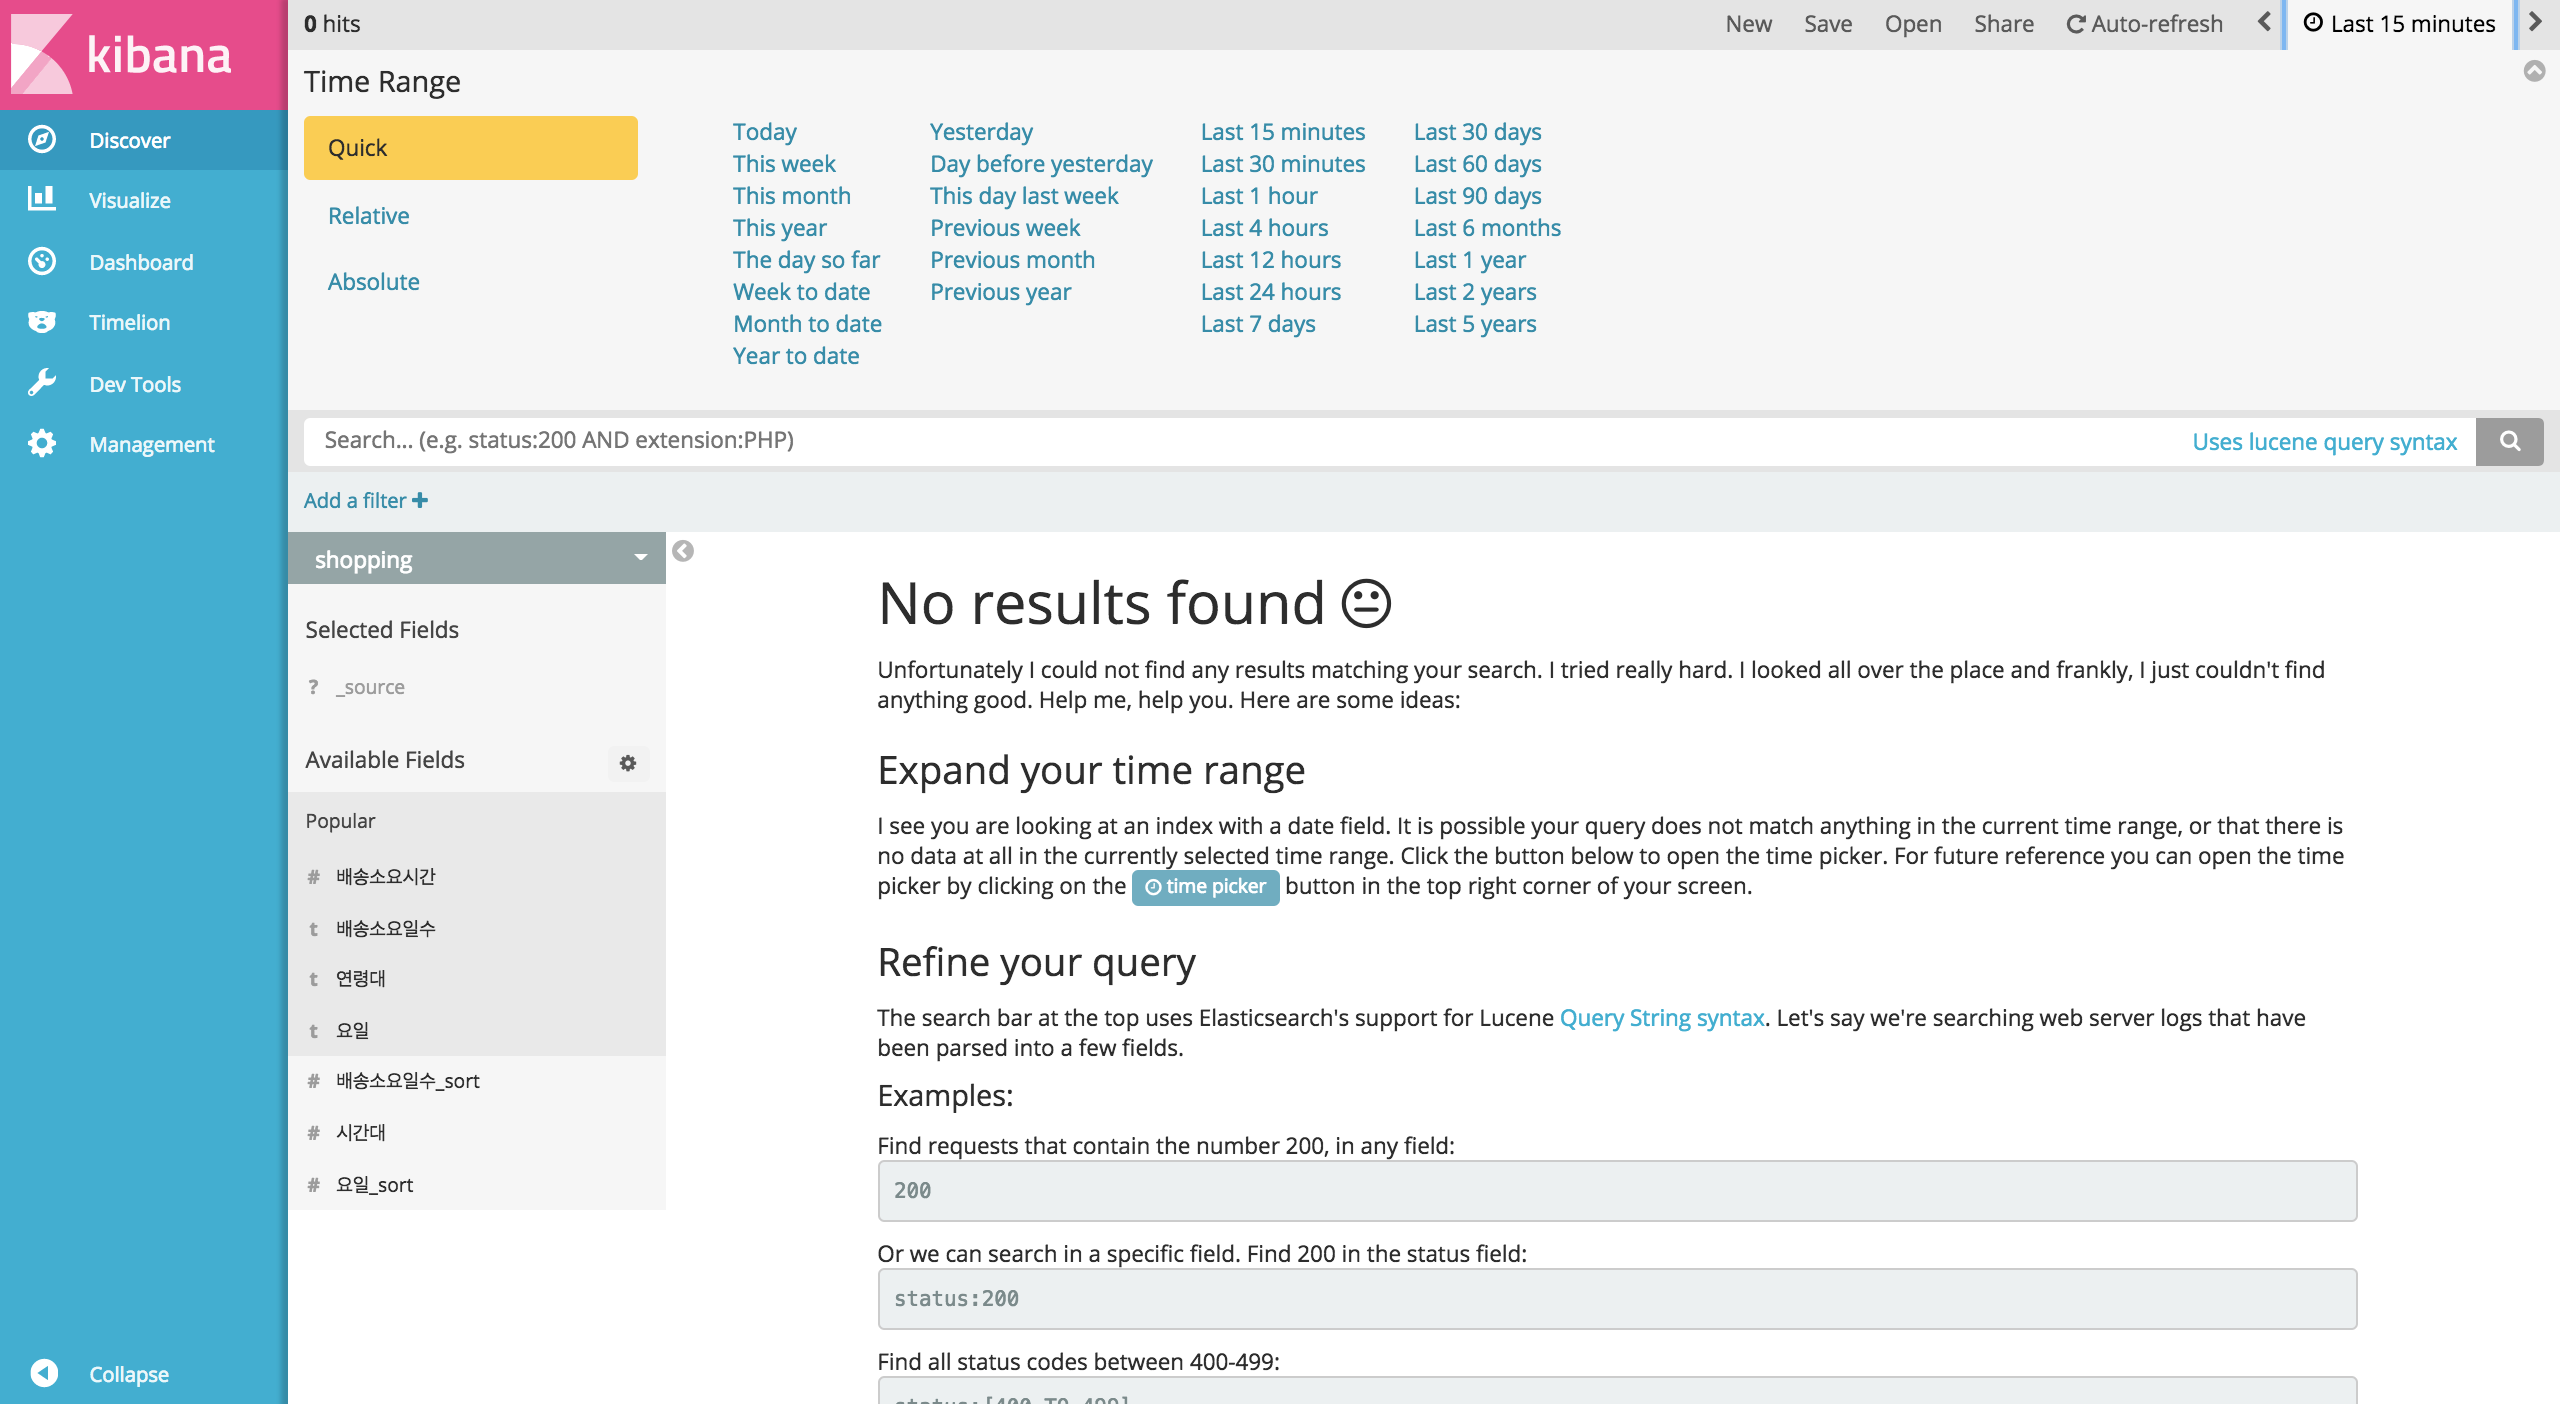 kibana
Discover
Visualize
Dashboard
Timelion
Dev Tools
Management
Collapse
0 hits
New Save Open Share Auto-refresh Last 15 minutes
Time Range
Quick
Relative
Absolute
Today
This week
This month
This year
The day so far
Week to date
Month to date
Year to date
Yesterday
Day before yesterday
This day last week
Previous week
Previous month
Previous year
Last 15 minutes
Last 30 minutes
Last 1 hour
Last 4 hours
Last 12 hours
Last 24 hours
Last 7 days
Last 30 days
Last 60 days
Last 90 days
Last 6 months
Last 1 year
Last 2 years
Last 5 years
Search... (e.g. status:200 AND extension:PHP) Uses lucene query syntax
Add a filter +
shopping
Selected Fields
? _source
Available Fields
Popular
# 배송소요시간
t 배송소요일수
t 연령대
t 요일
# 배송소요일수_sort
# 시간대
# 요일_sort
No results found
Unfortunately I could not find any results matching your search. I tried really hard. I looked all over the place and frankly, I just couldn't find
anything good. Help me, help you. Here are some ideas:
Expand your time range
I see you are looking at an index with a date field. It is possible your query does not match anything in the current time range, or that there is
no data at all in the currently selected time range. Click the button below to open the time picker. For future reference you can open the time
picker by clicking on the time picker button in the top right corner of your screen.
Refine your query
The search bar at the top uses Elasticsearch's support for Lucene Query String syntax. Let's say we're searching web server logs that have
been parsed into a few fields.
Examples:
Find requests that contain the number 200, in any field:
200
Or we can search in a specific field. Find 200 in the status field:
status:200
Find all status codes between 400-499:
status:[400 TO 499]